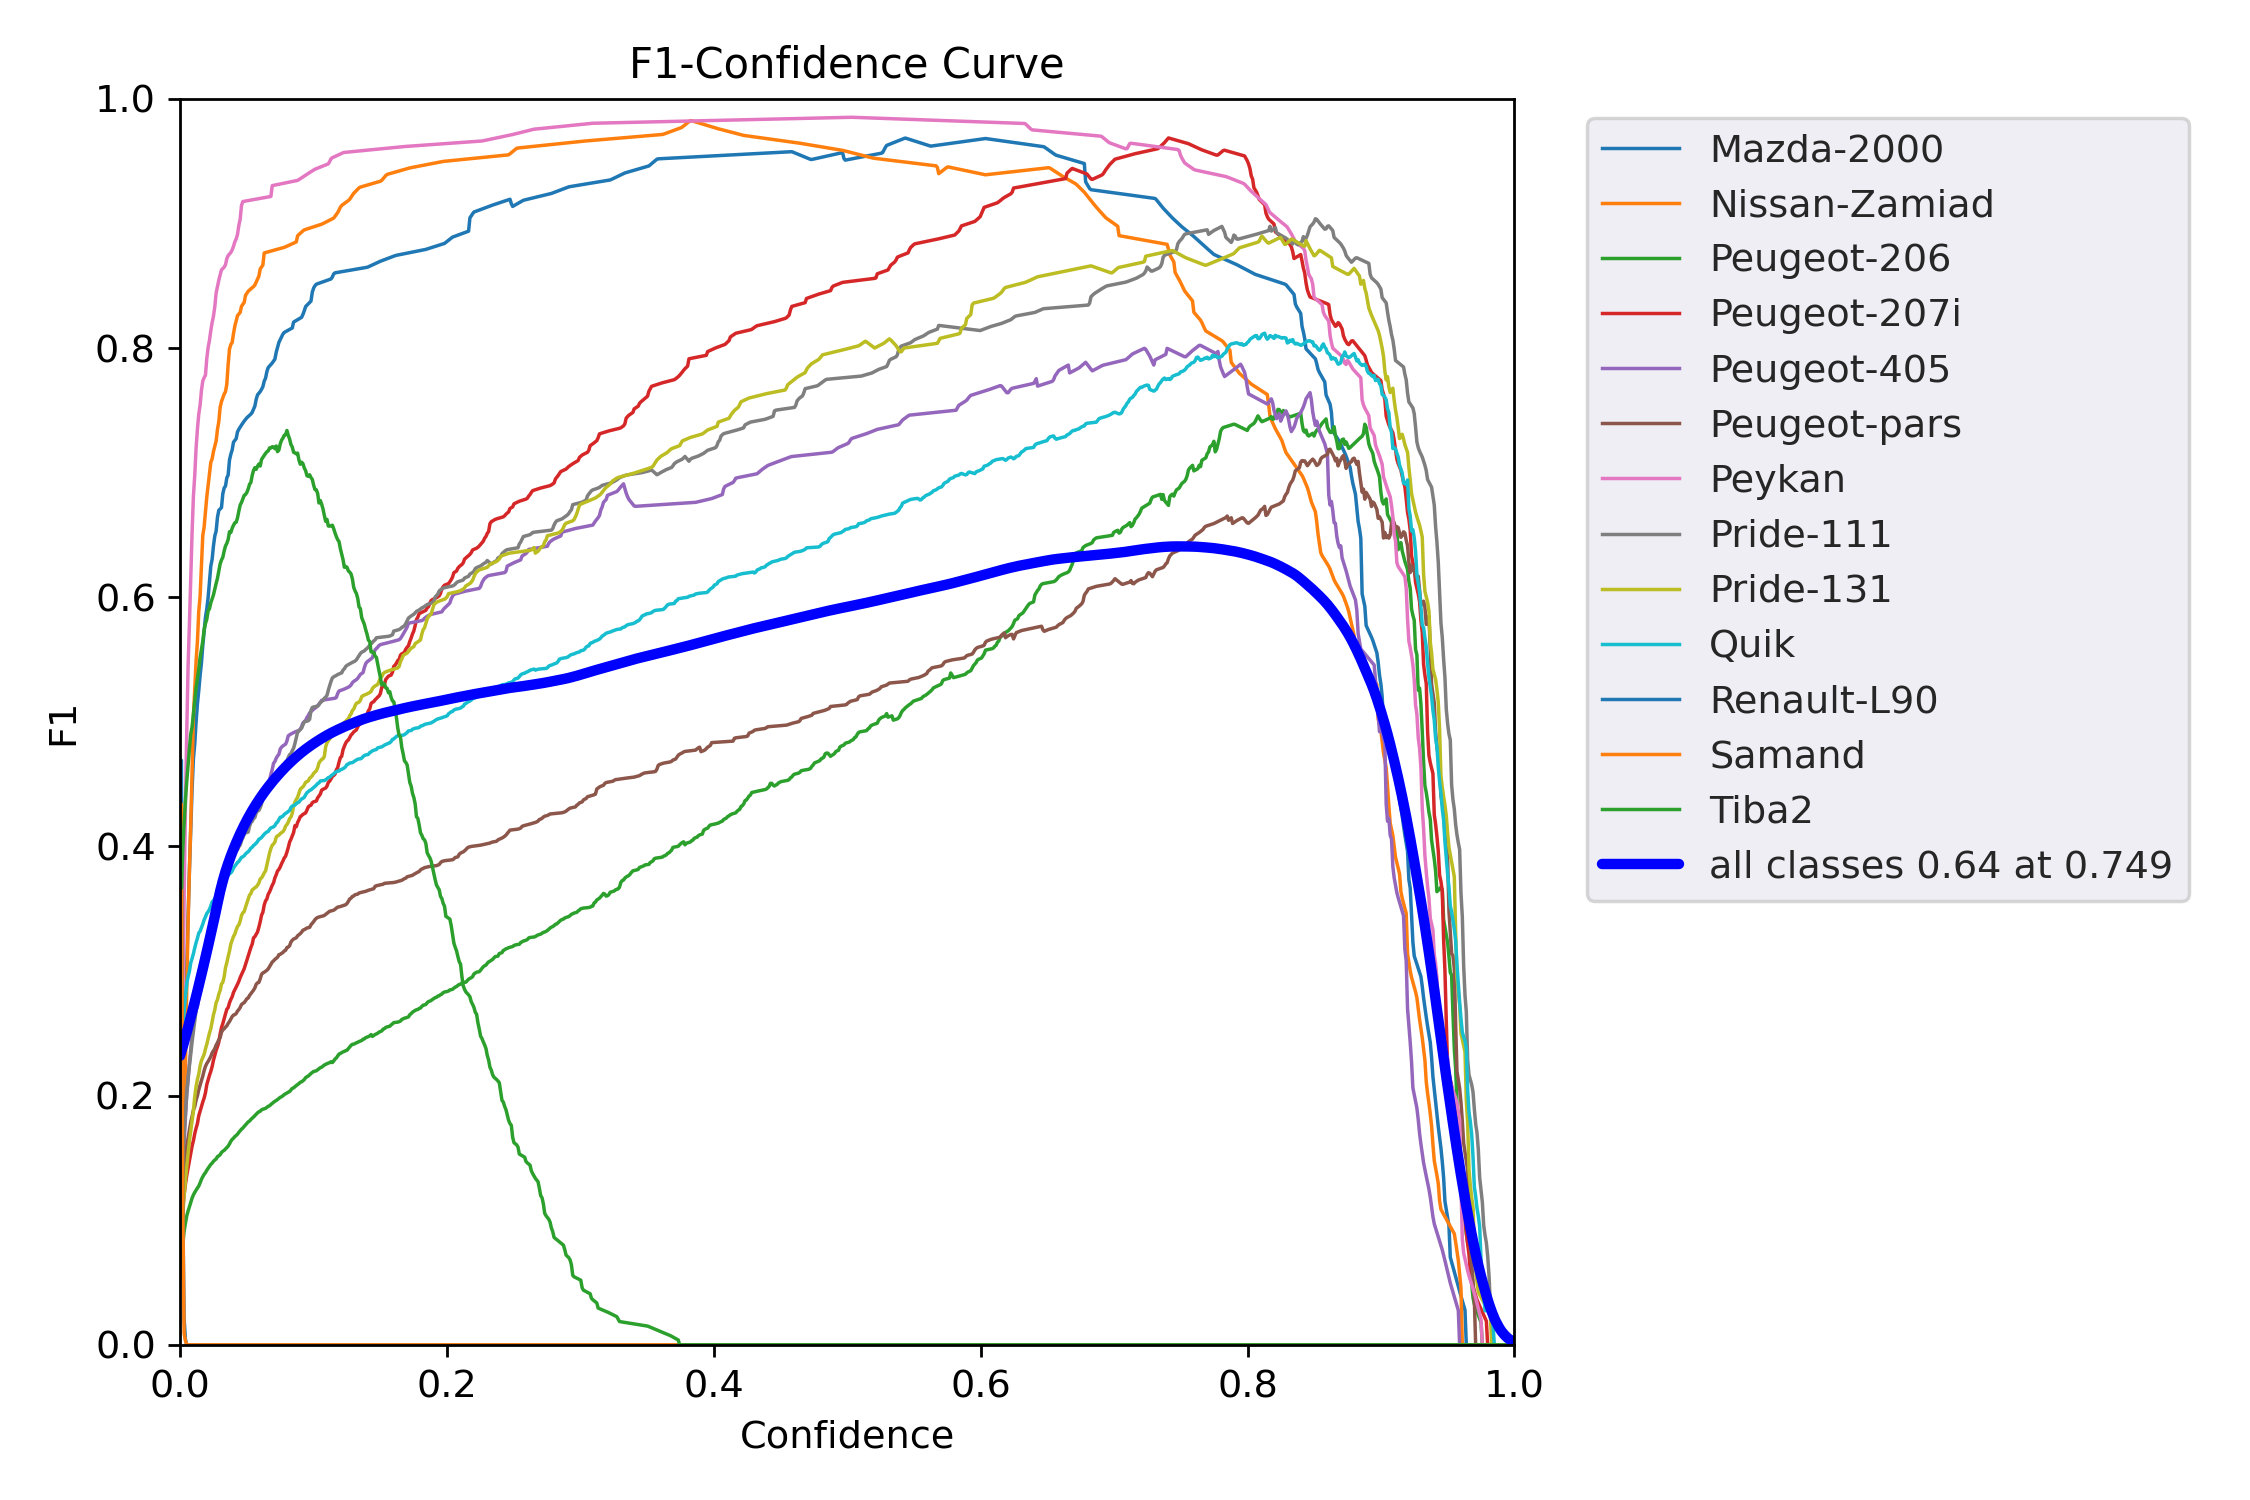 F1-Confidence Curve
1.0
0.8
0.6
0.4
0.2
0.0
F1
0.0 0.2 0.4 0.6 0.8 1.0
Confidence
Mazda-2000
Nissan-Zamiad
Peugeot-206
Peugeot-207i
Peugeot-405
Peugeot-pars
Peykan
Pride-111
Pride-131
Quik
Renault-L90
Samand
Tiba2
all classes 0.64 at 0.749